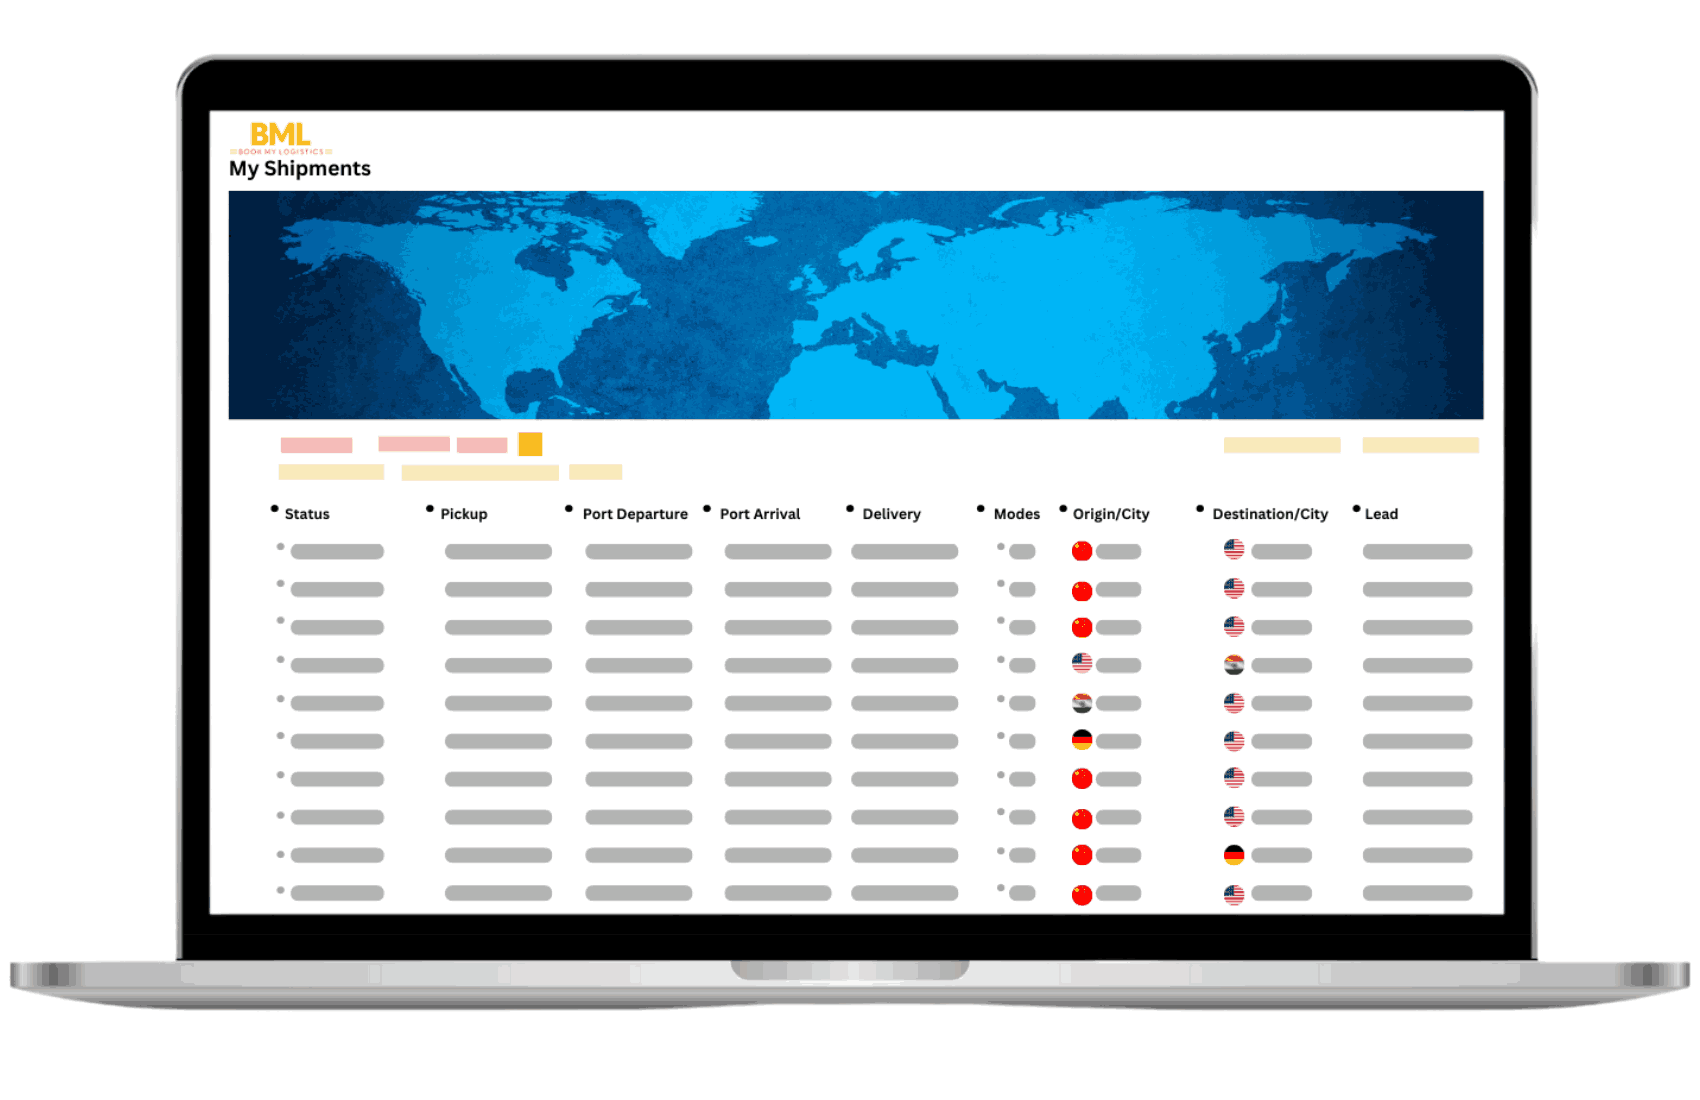 BML
BOOK MY LOGISTICS
My Shipments
Status Pickup Port Departure Port Arrival Delivery Modes Origin/City Destination/City Lead